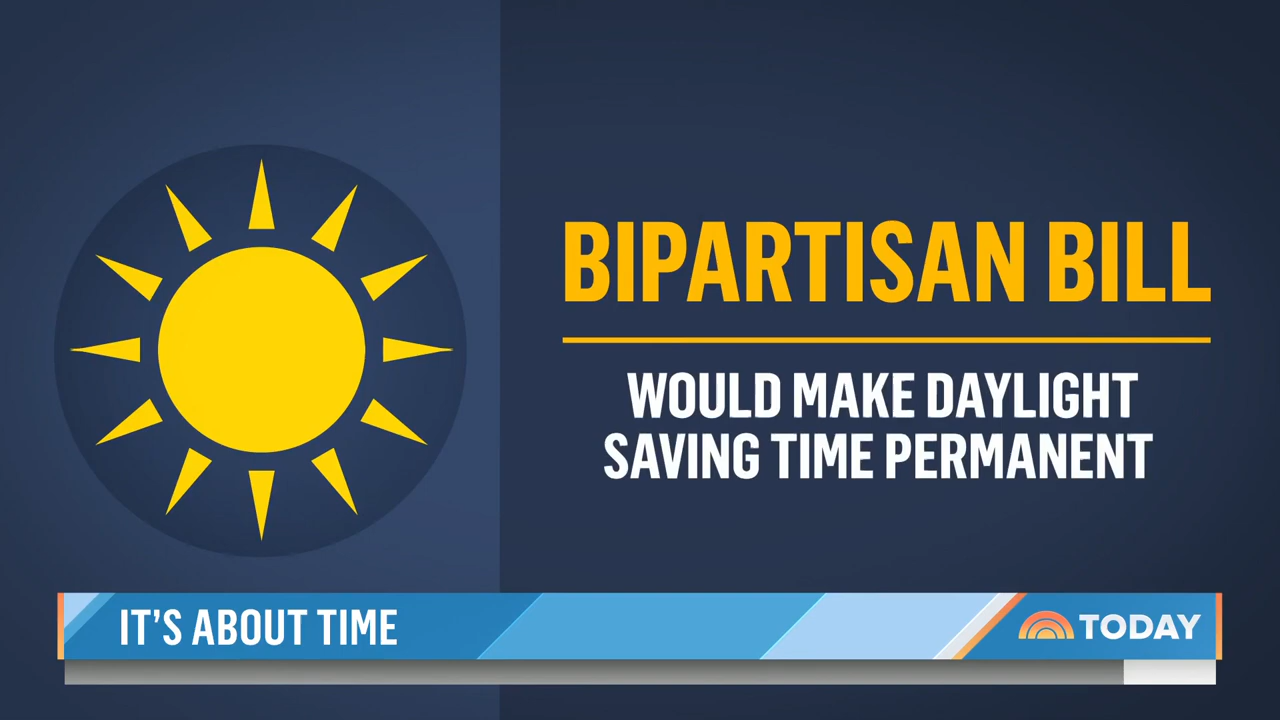 BIPARTISAN BILL
WOULD MAKE DAYLIGHT
SAVING TIME PERMANENT
IT'S ABOUT TIME
TODAY